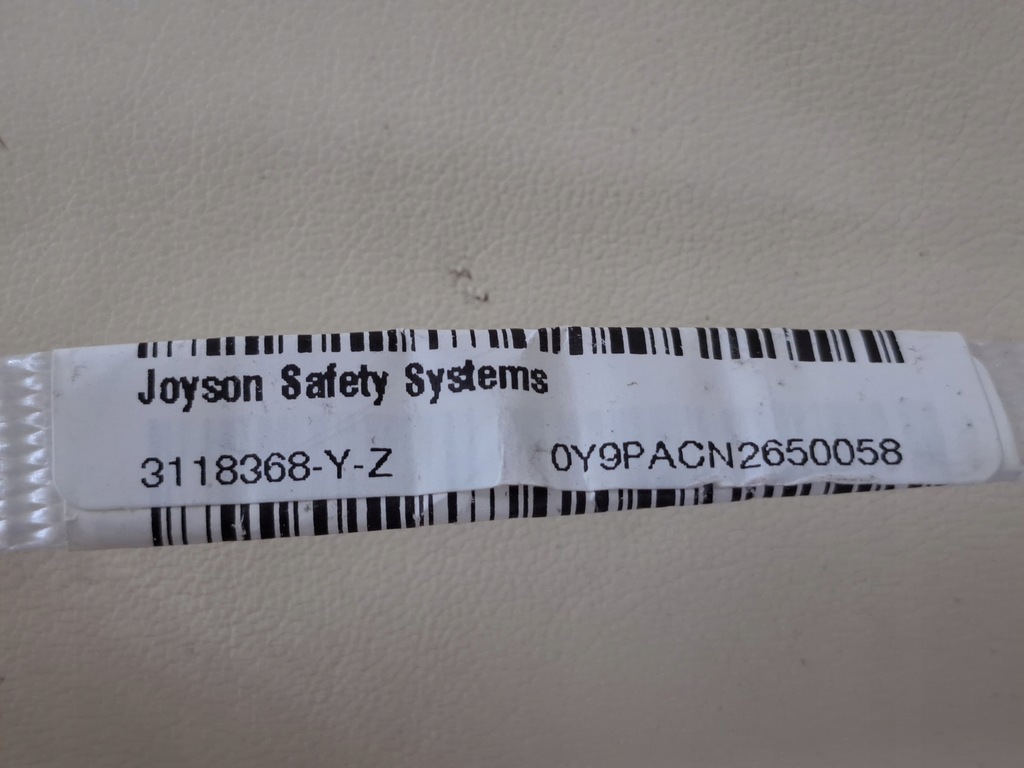 Joyson Safety Systems
3118368-Y-Z 0Y9PACN2650058